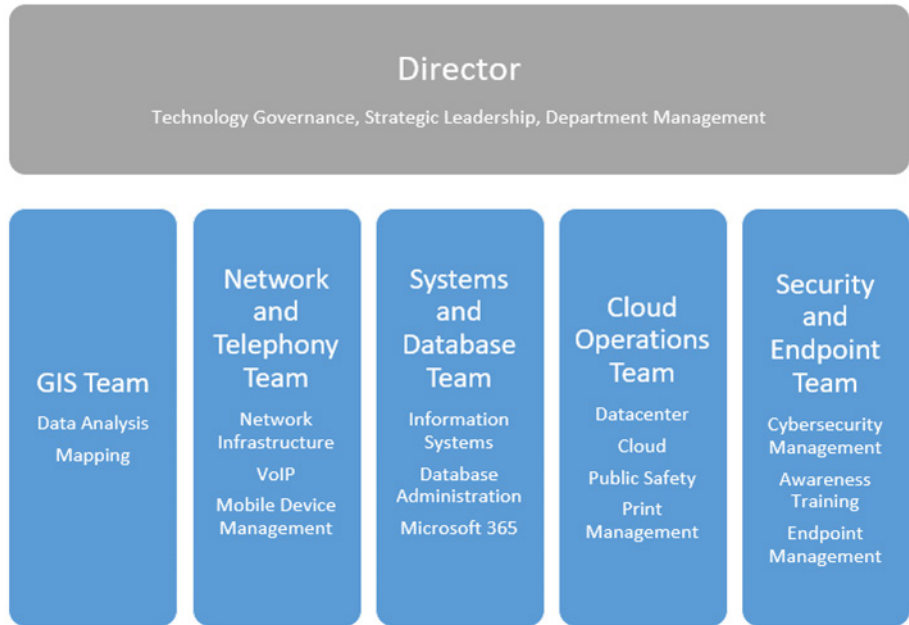 Director
Technology Governance, Strategic Leadership, Department Management
GIS Team
Data Analysis
Mapping
Network
and
Telephony
Team
Network
Infrastructure
VoIP
Mobile Device
Management
Systems
and
Database
Team
Information
Systems
Database
Administration
Microsoft 365
Cloud
Operations
Team
Datacenter
Cloud
Public Safety
Print
Management
Security
and
Endpoint
Team
Cybersecurity
Management
Awareness
Training
Endpoint
Management